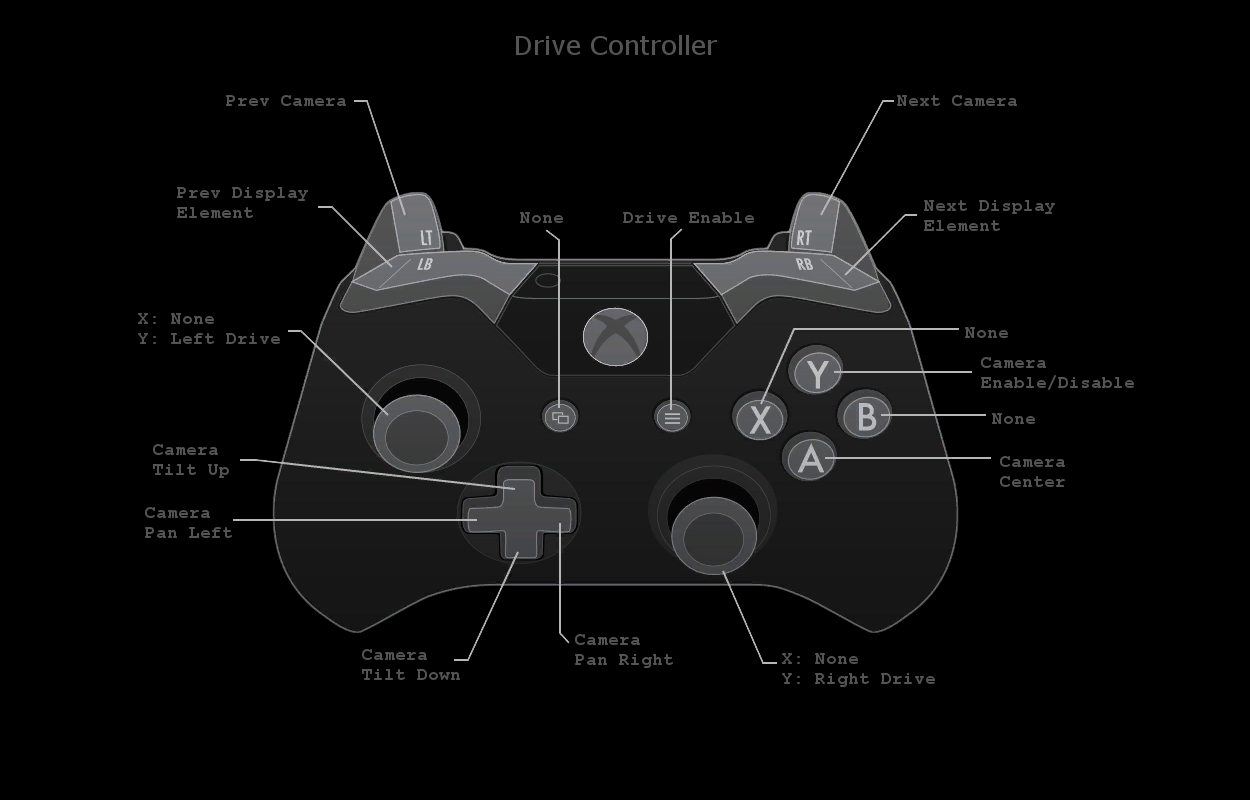 Drive Controller
Prev Camera
Next Camera
Prev Display
Element
None
Drive Enable
Next Display
Element
LT
RT
LB
RB
X: None
Y: Left Drive
None
Camera
Enable/Disable
Y
X
B
None
A
Camera
Tilt Up
Camera
Center
Camera
Pan Left
Camera
Pan Right
Camera
Tilt Down
X: None
Y: Right Drive